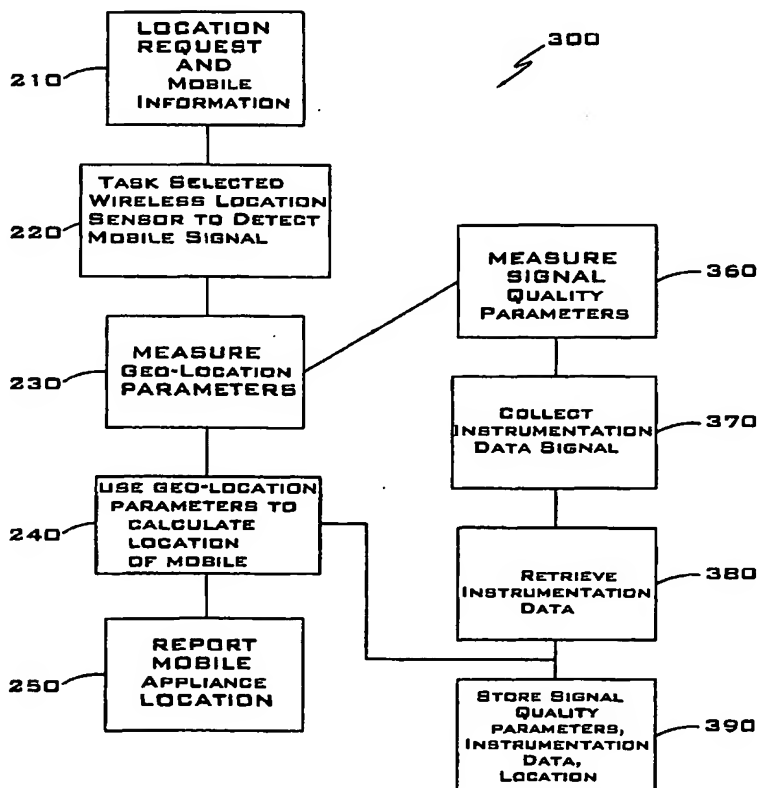 LOCATION
REQUEST
AND
MOBILE
INFORMATION
210
300
TASK SELECTED
WIRELESS LOCATION
SENSOR TO DETECT
MOBILE SIGNAL
220
MEASURE
SIGNAL
QUALITY
PARAMETERS
360
MEASURE
GEO-LOCATION
PARAMETERS
230
COLLECT
INSTRUMENTATION
DATA SIGNAL
370
USE GEO-LOCATION
PARAMETERS TO
CALCULATE
LOCATION
OF MOBILE
240
RETRIEVE
INSTRUMENTATION
DATA
380
REPORT
MOBILE
APPLIANCE
LOCATION
250
STORE SIGNAL
QUALITY
PARAMETERS,
INSTRUMENTATION
DATA,
LOCATION
390